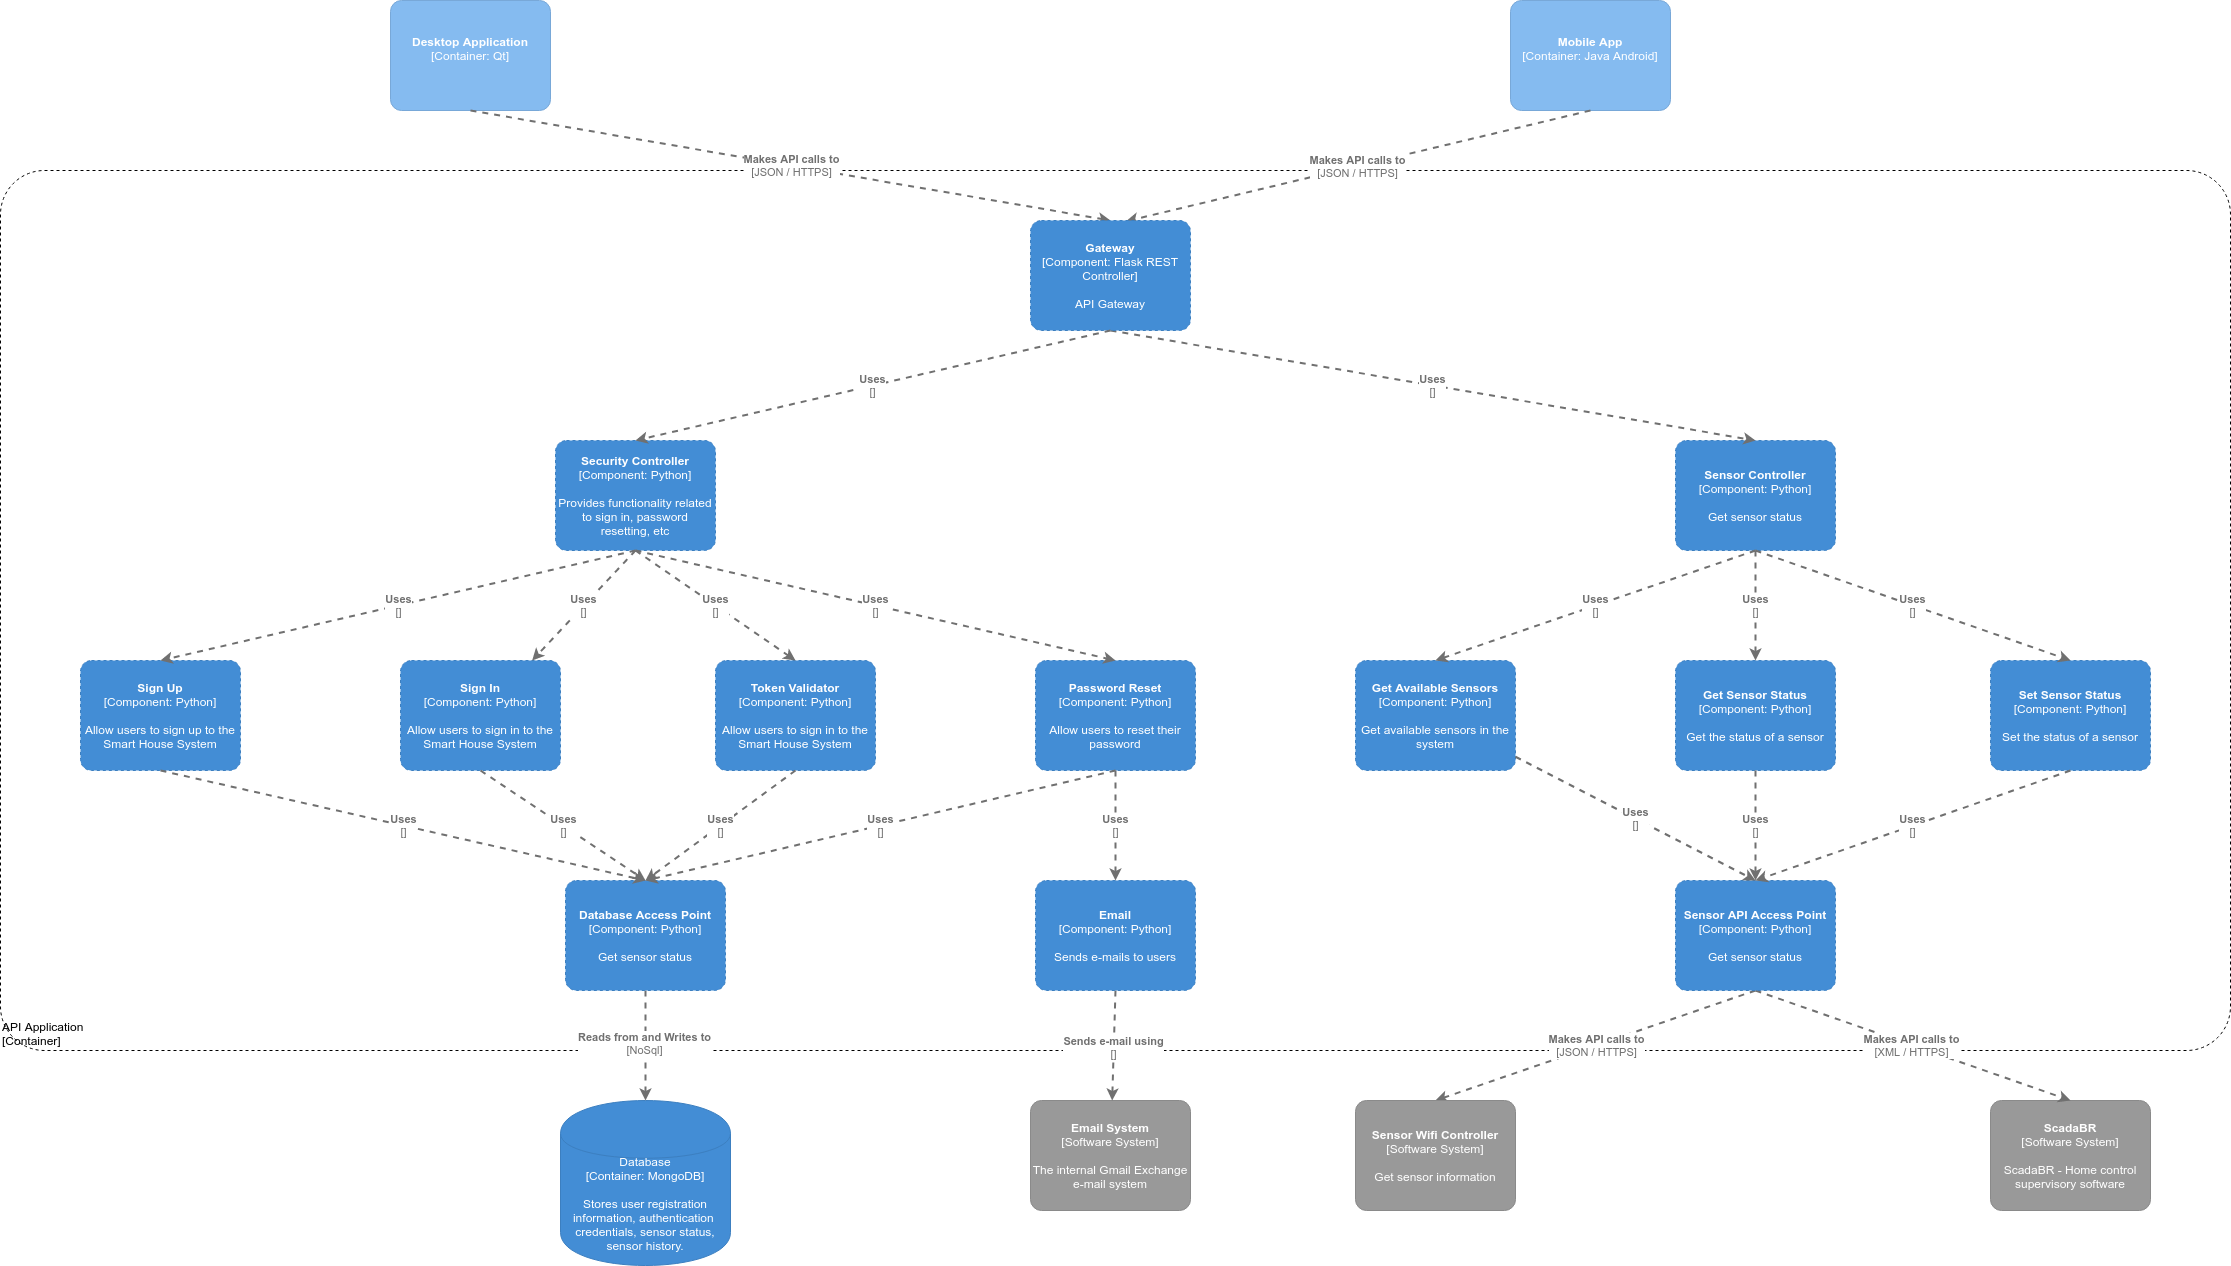 Desktop Application
[Container: Qt]
Mobile App
[Container: Java Android]
Makes API calls to
[JSON / HTTPS]
Makes API calls to
[JSON / HTTPS]
Gateway
[Component: Flask REST
Controller]
API Gateway
Uses
[]
Uses
[]
Security Controller
[Component: Python]
Provides functionality related
to sign in, password
resetting, etc
Sensor Controller
[Component: Python]
Get sensor status
Uses
[]
Uses
[]
Uses
[]
Uses
[]
Uses
[]
Uses
[]
Uses
[]
Sign Up
[Component: Python]
Allow users to sign up to the
Smart House System
Sign In
[Component: Python]
Allow users to sign in to the
Smart House System
Token Validator
[Component: Python]
Allow users to sign in to the
Smart House System
Password Reset
[Component: Python]
Allow users to reset their
password
Get Available Sensors
[Component: Python]
Get available sensors in the
system
Get Sensor Status
[Component: Python]
Get the status of a sensor
Set Sensor Status
[Component: Python]
Set the status of a sensor
Uses
[]
Uses
[]
Uses
[]
Uses
[]
Uses
[]
Uses
[]
Uses
[]
Uses
[]
Database Access Point
[Component: Python]
Get sensor status
Email
[Component: Python]
Sends e-mails to users
Sensor API Access Point
[Component: Python]
Get sensor status
API Application
[Container]
Reads from and Writes to
[NoSql]
Sends e-mail using
[]
Makes API calls to
[JSON / HTTPS]
Makes API calls to
[XML / HTTPS]
Database
[Container: MongoDB]
Stores user registration
information, authentication
credentials, sensor status,
sensor history.
Email System
[Software System]
The internal Gmail Exchange
e-mail system
Sensor Wifi Controller
[Software System]
Get sensor information
ScadaBR
[Software System]
ScadaBR - Home control
supervisory software